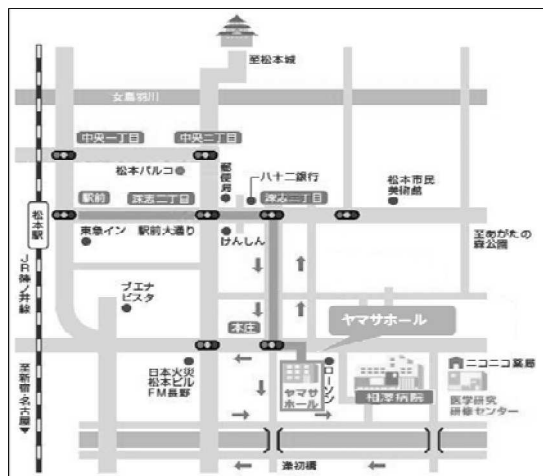 至松本城
女鳥羽川
中央一丁目
中央二丁目
松本パルコ
郵便局
八十二銀行
松本市民
美術館
駅前
深志二丁目
深志二丁目
松本駅
東急イン
駅前大通り
けんしん
至あがたの
森公園
JR篠ノ井線
ブエナ
ビスタ
本庄
ヤマサホール
日本火災
松本ビル
FM長野
ヤマサ
ホール
ローソン
相澤病院
ニコニコ薬局
医学研究
研修センター
至新宿・名古屋